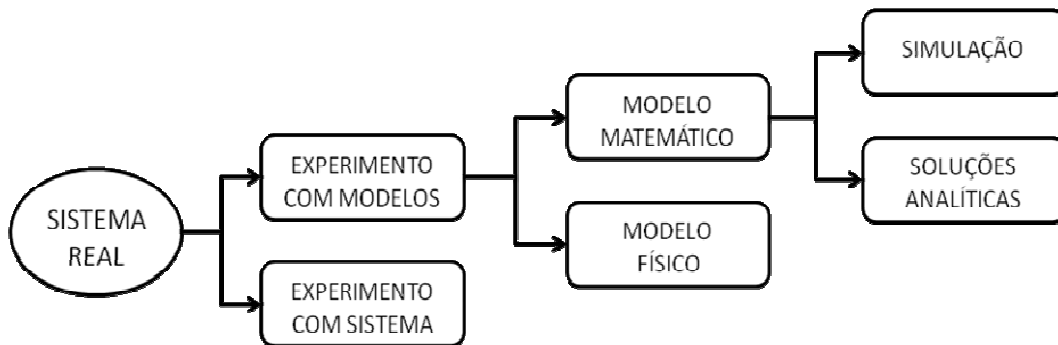 SISTEMA
REAL
EXPERIMENTO
COM MODELOS
EXPERIMENTO
COM SISTEMA
MODELO
MATEMÁTICO
MODELO
FÍSICO
SIMULAÇÃO
SOLUÇÕES
ANALÍTICAS